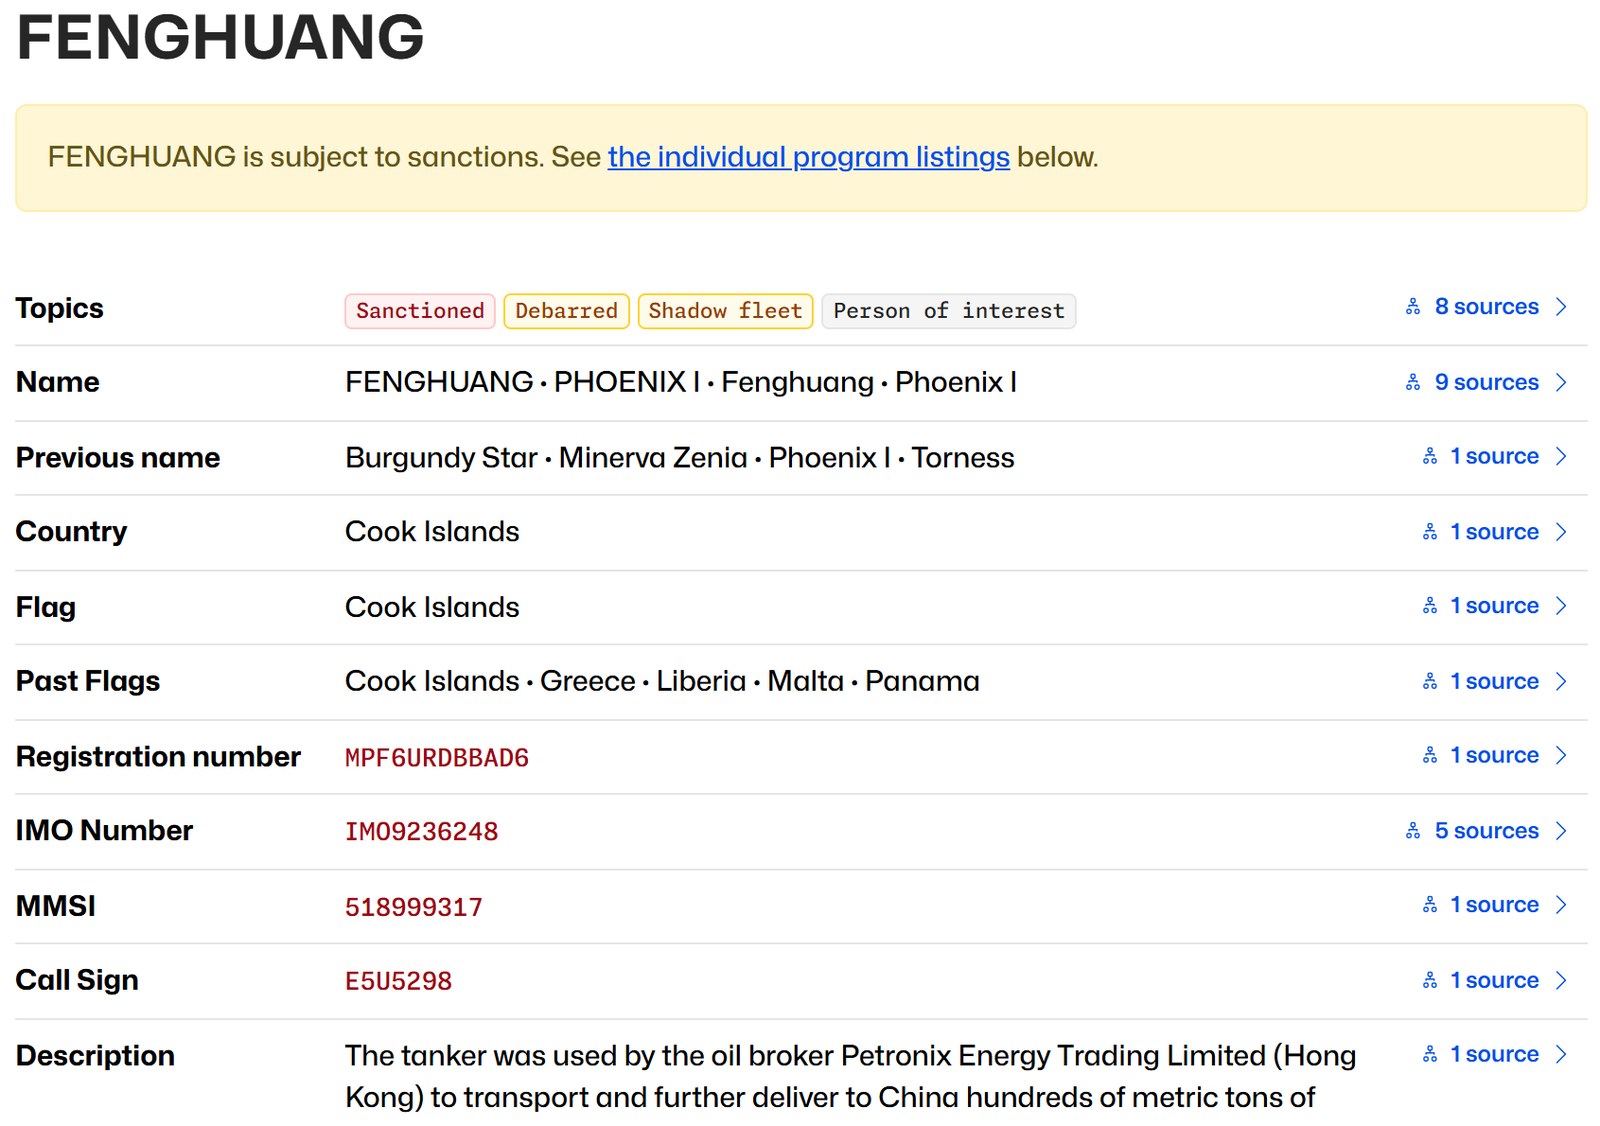 FENGHUANG
FENGHUANG is subject to sanctions. See the individual program listings below.
Topics Sanctioned Debarred Shadow fleet Person of interest 8 sources
Name FENGHUANG • PHOENIX I • Fenghuang • Phoenix I 9 sources
Previous name Burgundy Star • Minerva Zenia • Phoenix I • Torness 1 source
Country Cook Islands 1 source
Flag Cook Islands 1 source
Past Flags Cook Islands • Greece • Liberia • Malta • Panama 1 source
Registration number MPF6URDBBAD6 1 source
IMO Number IMO9236248 5 sources
MMSI 518999317 1 source
Call Sign E5U5298 1 source
Description The tanker was used by the oil broker Petronix Energy Trading Limited (Hong 1 source
Kong) to transport and further deliver to China hundreds of metric tons of